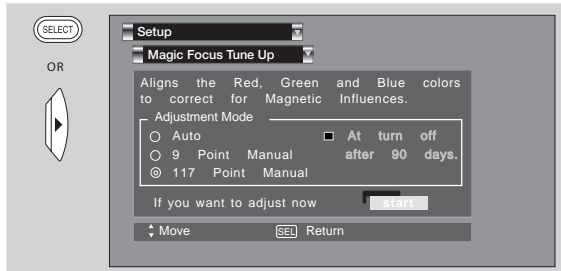 SELECT
OR
Setup
Magic Focus Tune Up
Aligns the Red, Green and Blue colors
to correct for Magnetic Influences.
Adjustment Mode
Auto
At turn off
9 Point Manual
after 90 days.
117 Point Manual
If you want to adjust now
start
Move
SEL Return